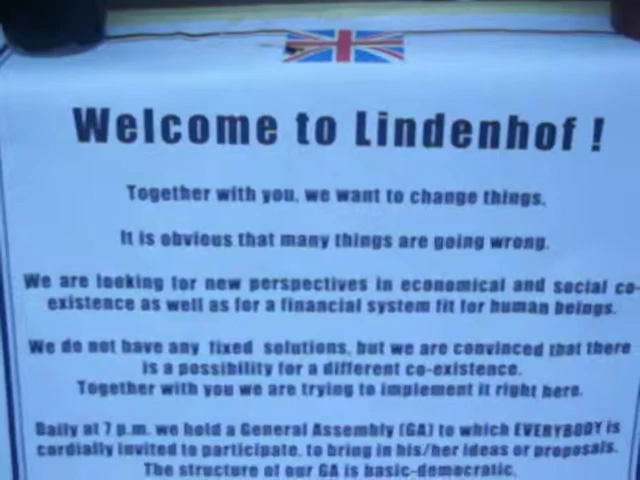 Welcome to Lindenhof !
Together with you, we want to change things.
It is obvious that many things are going wrong.
We are looking for new perspectives in economical and social co-
existence as well as for a financial system fit for human beings.
We do not have any fixed solutions, but we are convinced that there
is a possibility for a different co-existence.
Together with you we are trying to implement it right here.
Daily at 7 p.m. we hold a General Assembly (GA) to which EVERYBODY is
cordially invited to participate, to bring in his/her ideas or proposals.
The structure of our GA is basic-democratic.